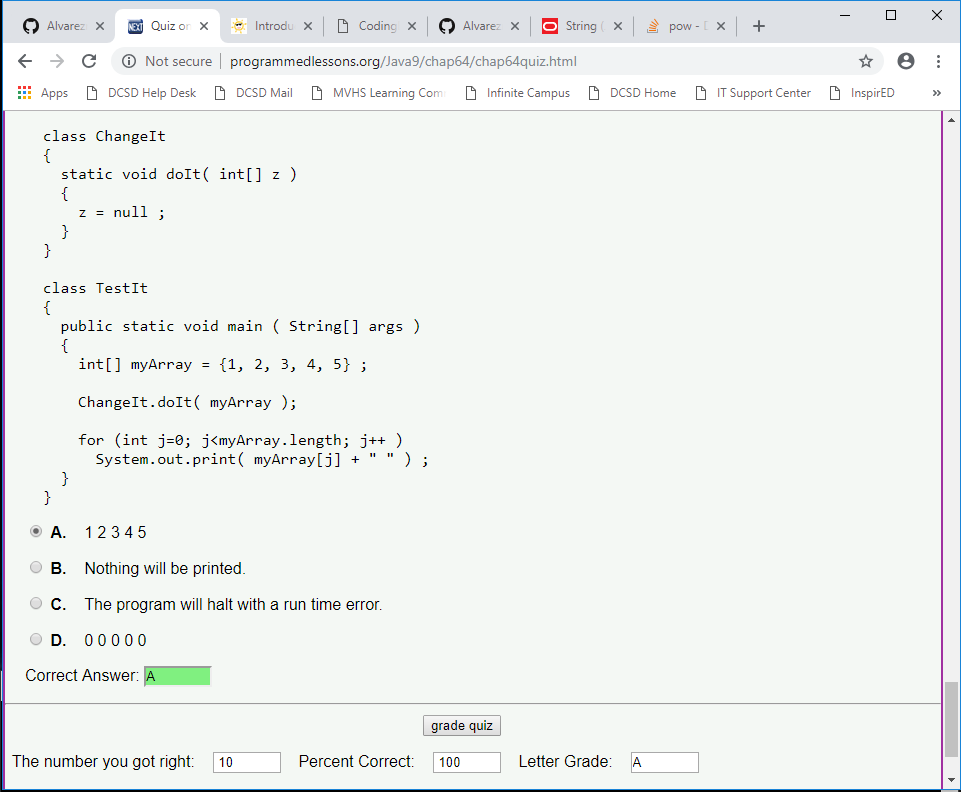 Alvarez
Quiz on
Introdu
Coding
Alvarez
String (
pow - D
Not secure | programmedlessons.org/Java9/chap64/chap64quiz.html
Apps
DCSD Help Desk
DCSD Mail
MVHS Learning Com
Infinite Campus
DCSD Home
IT Support Center
InspirED
»
class ChangeIt
{
static void doIt( int[] z )
{
z = null ;
}
}
class TestIt
{
public static void main ( String[] args )
{
int[] myArray = {1, 2, 3, 4, 5} ;
ChangeIt.doIt( myArray );
for (int j=0; j<myArray.length; j++ )
System.out.print( myArray[j] + " " ) ;
}
}
A. 1 2 3 4 5
B. Nothing will be printed.
C. The program will halt with a run time error.
D. 0 0 0 0 0
Correct Answer: A
grade quiz
The number you got right: 10 Percent Correct: 100 Letter Grade: A